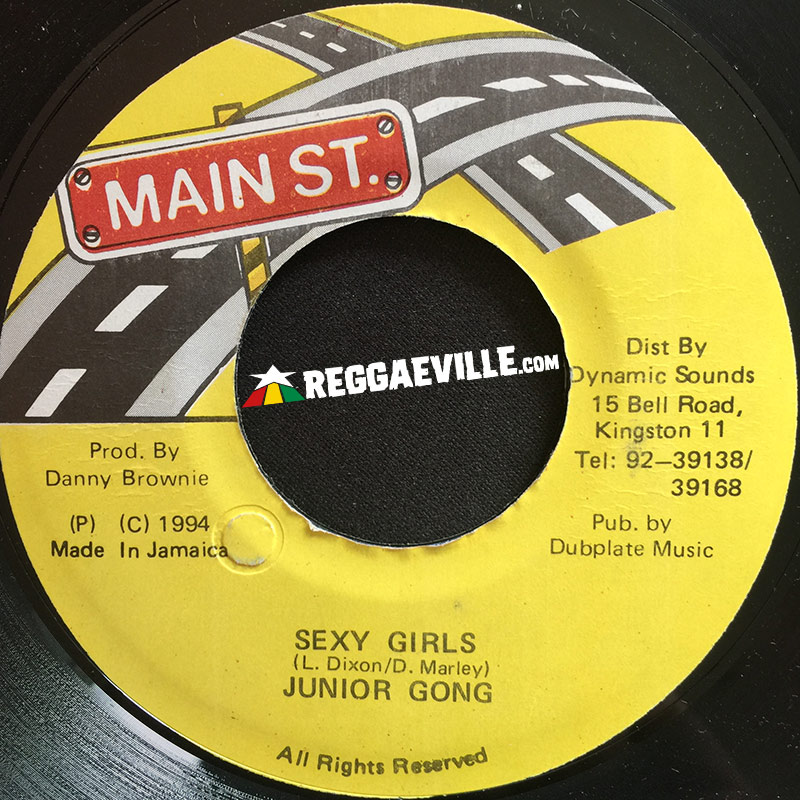 MAIN ST.
REGGAEVILLE.COM
Dist By
Dynamic Sounds
15 Bell Road,
Kingston 11
Tel: 92—39138/
39168
Pub. by
Dubplate Music
Prod. By
Danny Brownie
(P) (C) 1994
Made In Jamaica
SEXY GIRLS
(L. Dixon/D. Marley)
JUNIOR GONG
All Rights Reserved